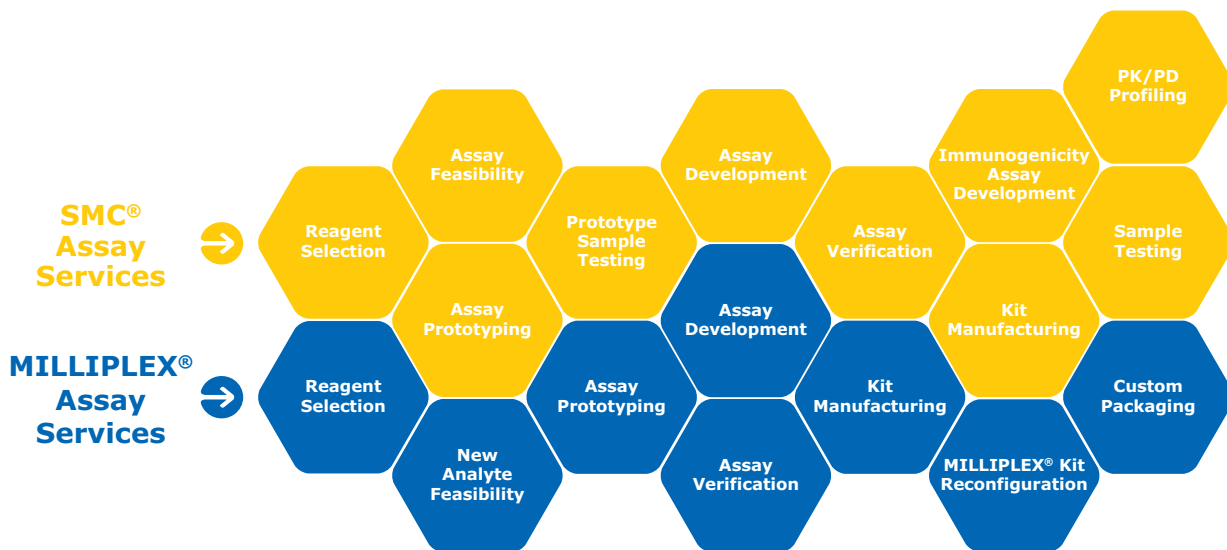 SMC®
Assay
Services
Reagent
Selection
Assay
Feasibility
Assay
Prototyping
Prototype
Sample
Testing
Assay
Development
Assay
Verification
Immunogenicity
Assay
Development
Kit
Manufacturing
PK/PD
Profiling
Sample
Testing
MILLIPLEX®
Assay
Services
Reagent
Selection
New
Analyte
Feasibility
Assay
Prototyping
Assay
Development
Assay
Verification
Kit
Manufacturing
MILLIPLEX® Kit
Reconfiguration
Custom
Packaging